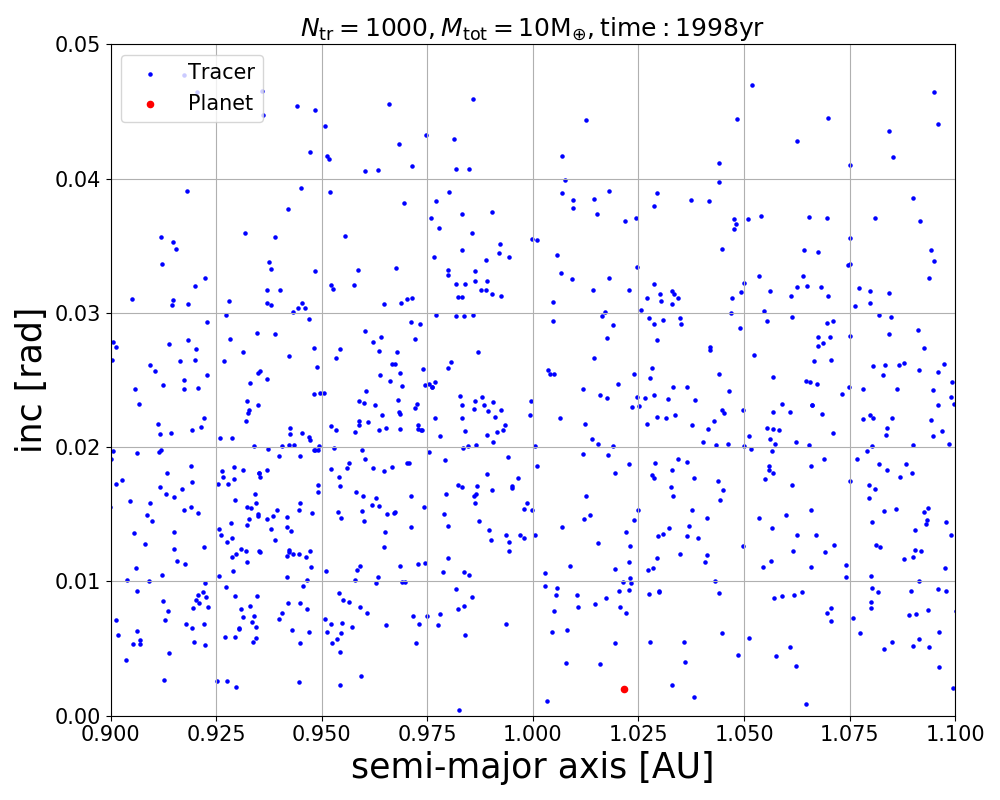 N_tr = 1000, M_tot = 10M_⊕, time : 1998yr
0.05
Tracer
Planet
0.04
0.03
0.02
0.01
0.00
inc [rad]
0.900 0.925 0.950 0.975 1.000 1.025 1.050 1.075 1.100
semi-major axis [AU]